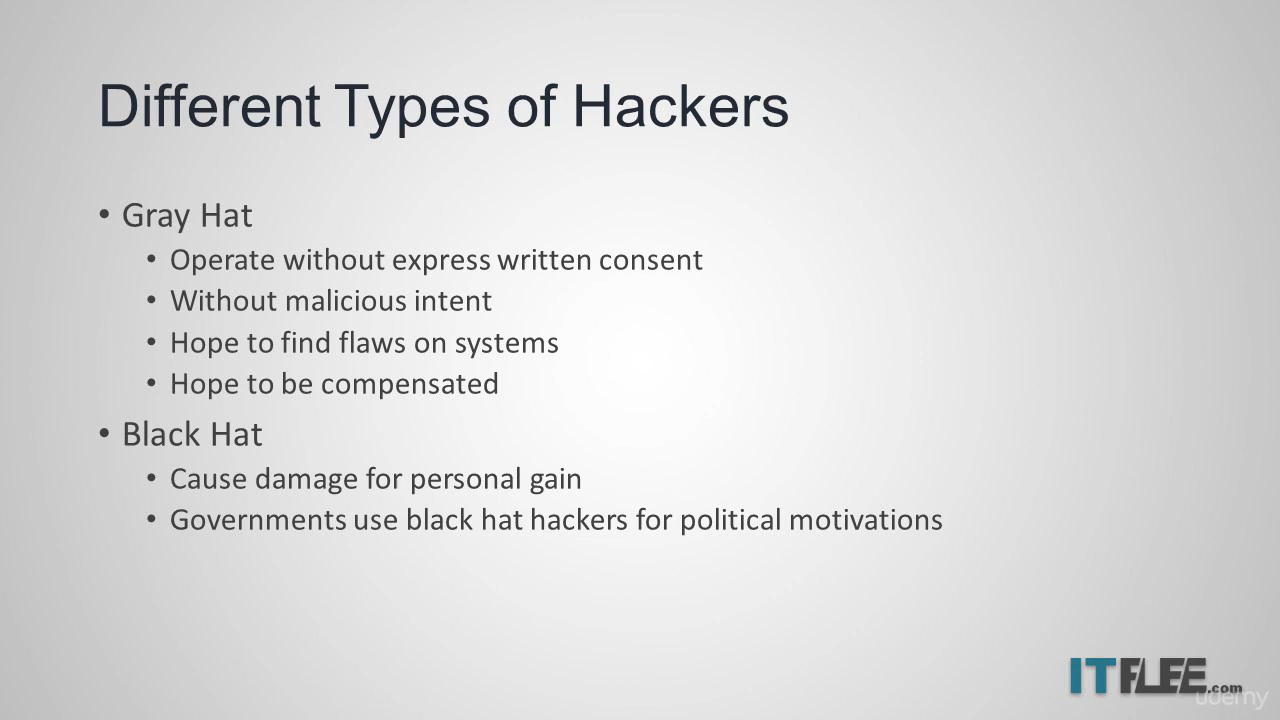 Different Types of Hackers
• Gray Hat
• Operate without express written consent
• Without malicious intent
• Hope to find flaws on systems
• Hope to be compensated
• Black Hat
• Cause damage for personal gain
• Governments use black hat hackers for political motivations
ITFLEE.com
udemy